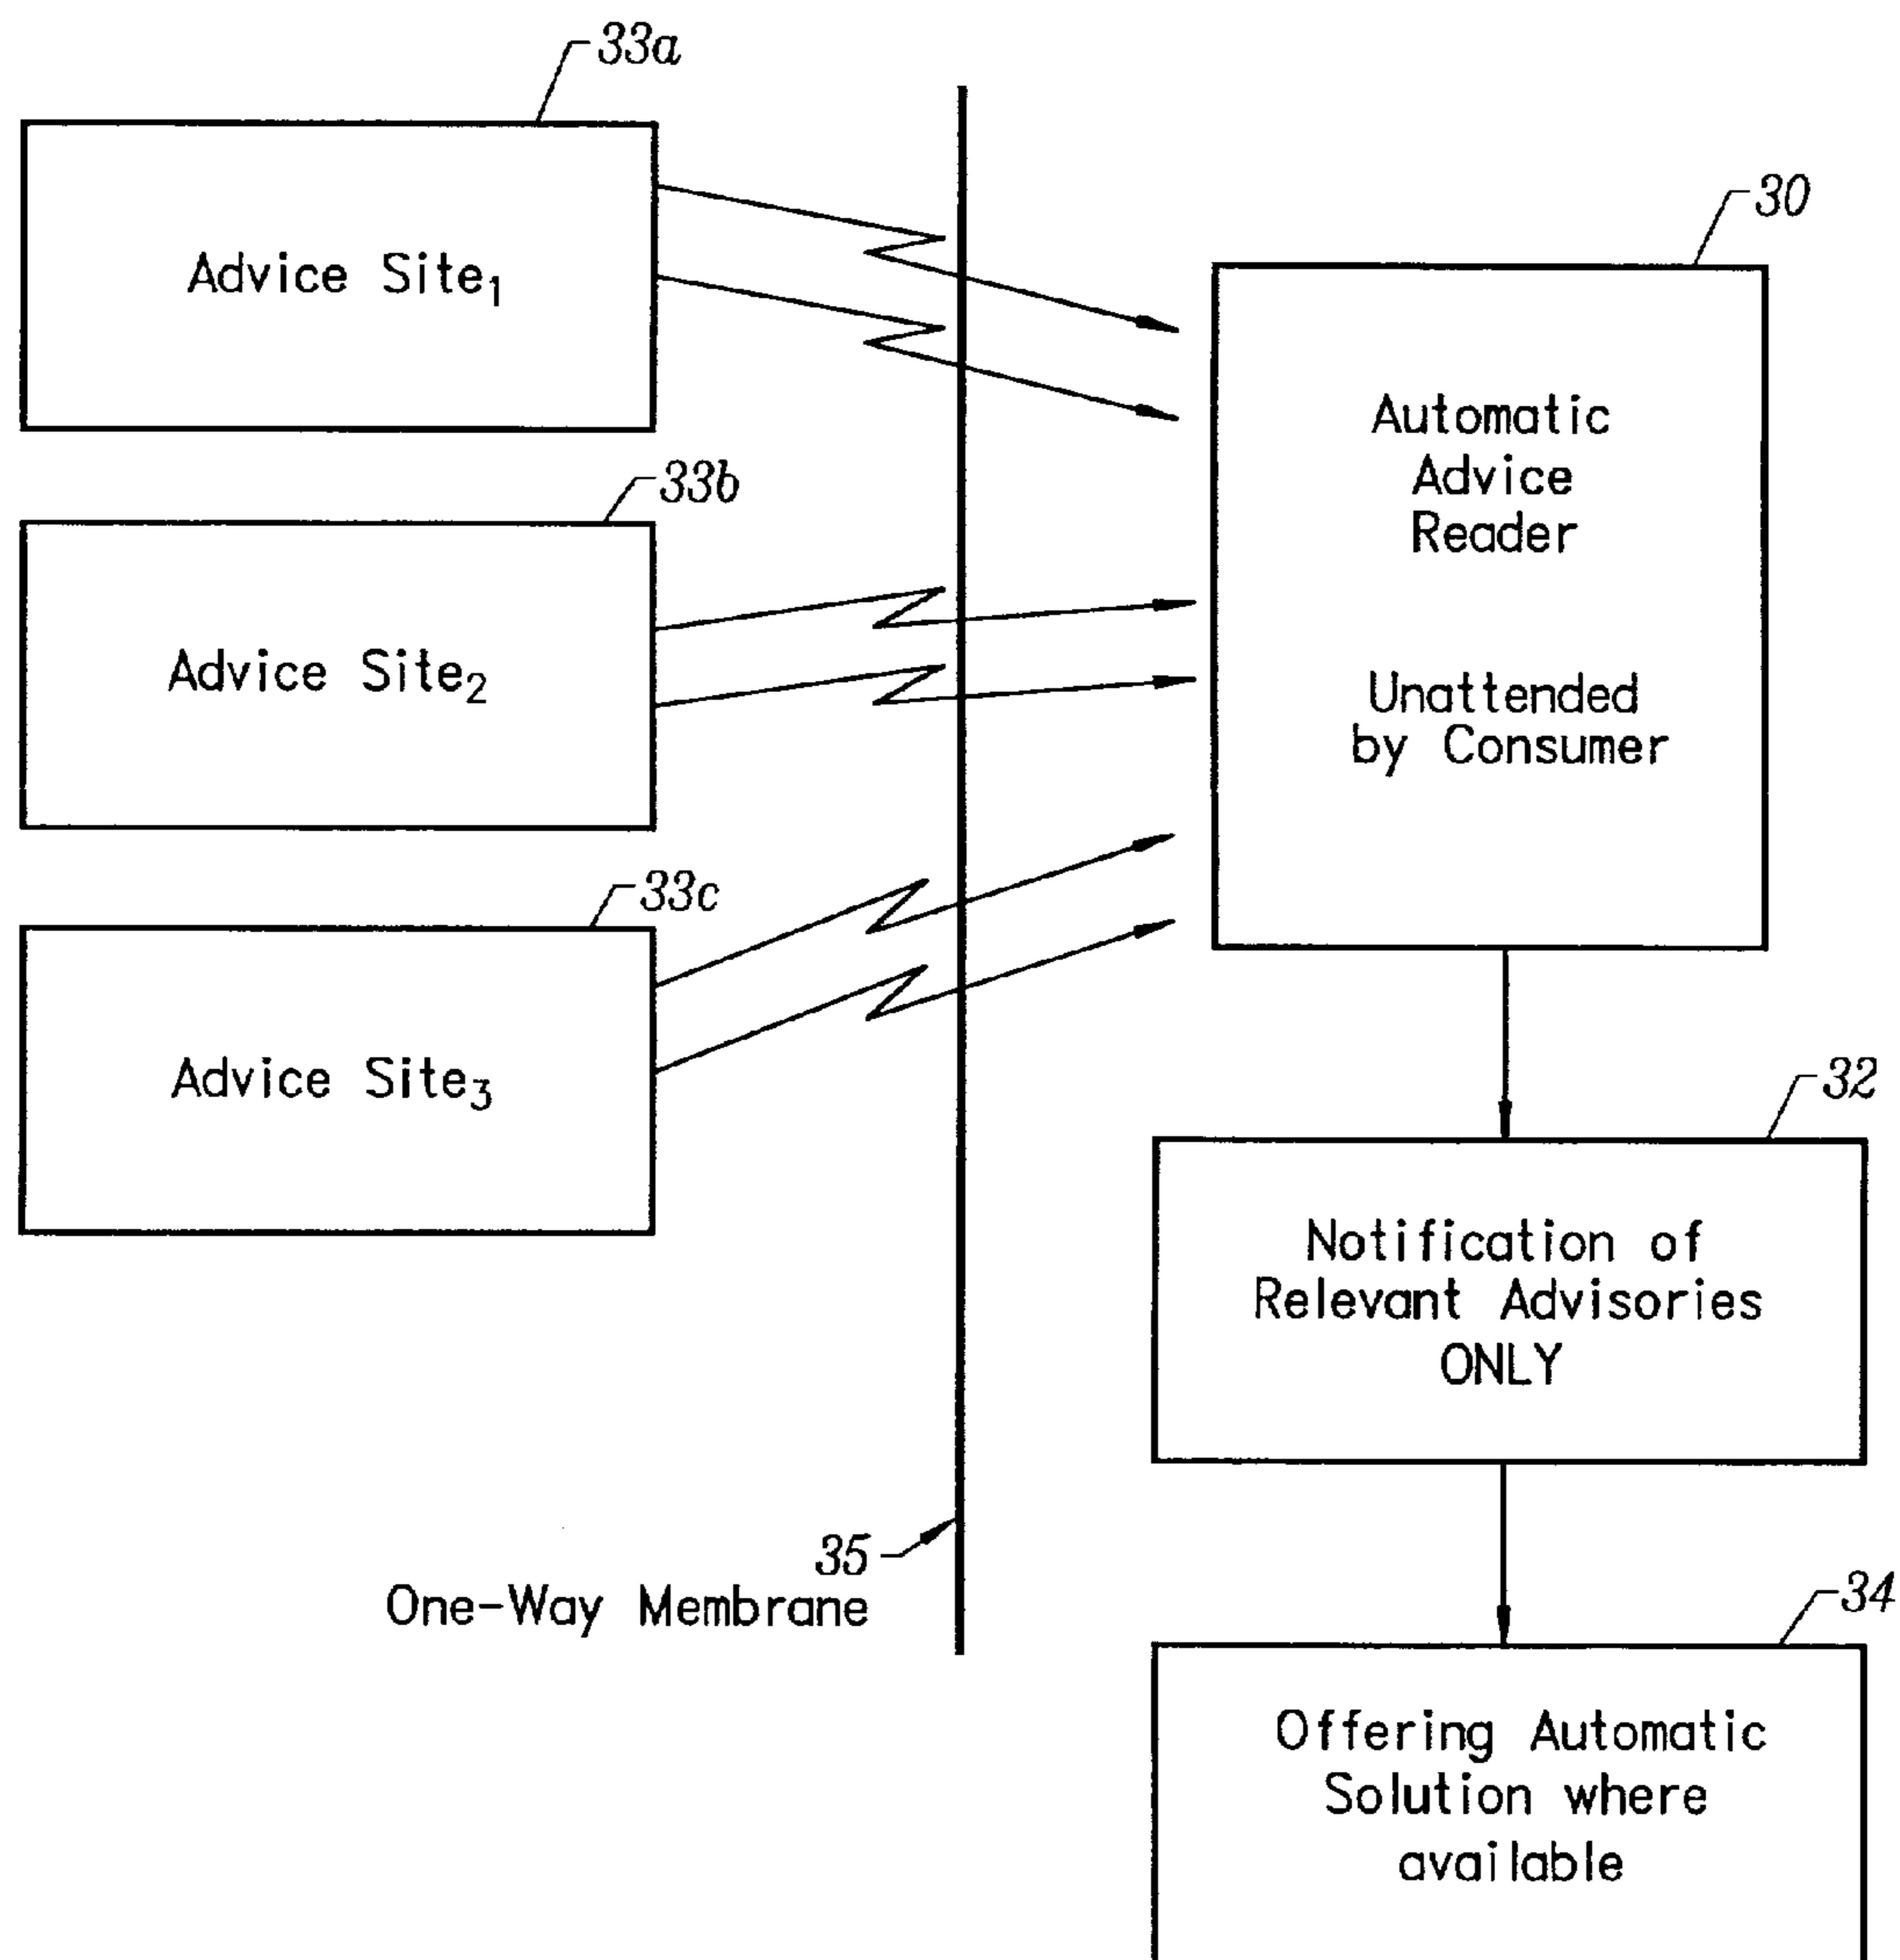 33a
Advice Site₁
30
Automatic
Advice
Reader
Unattended
by Consumer
33b
Advice Site₂
33c
Advice Site₃
32
Notification of
Relevant Advisories
ONLY
35
One-Way Membrane
34
Offering Automatic
Solution where
available